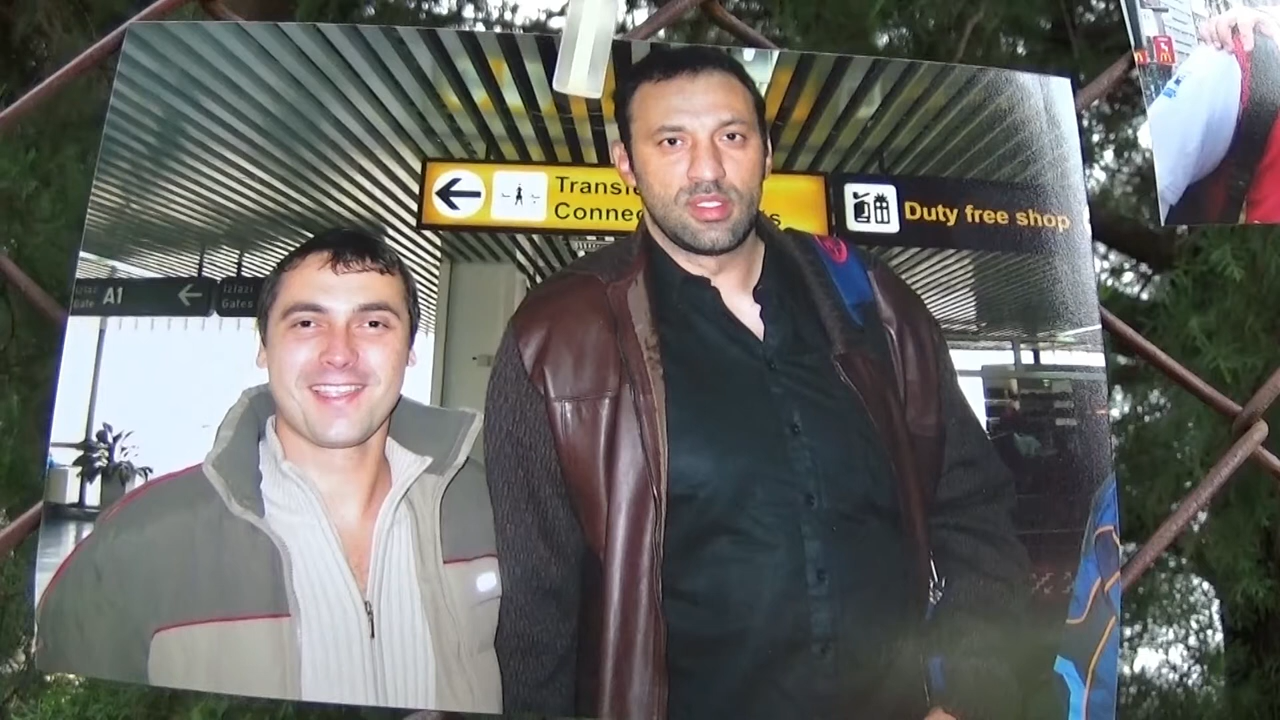 Transfe
Connec
s
Duty free shop
Izlazi
Gate A1
Izlazi
Gates